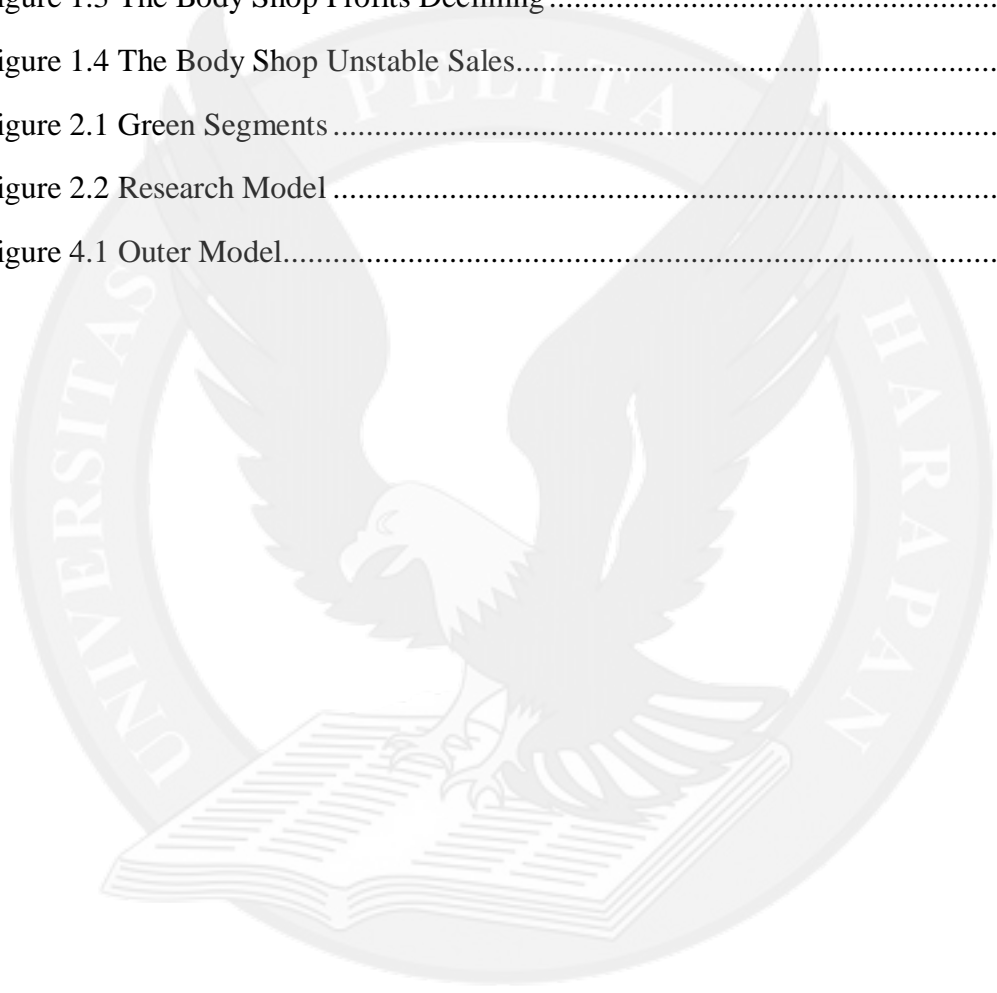 igure 1.3 The Body Shop Profits Declining........................................................
igure 1.4 The Body Shop Unstable Sales............................................................
igure 2.1 Green Segments...................................................................................
igure 2.2 Research Model...................................................................................
igure 4.1 Outer Model.........................................................................................
UNIVERSITAS PELITA HARAPAN